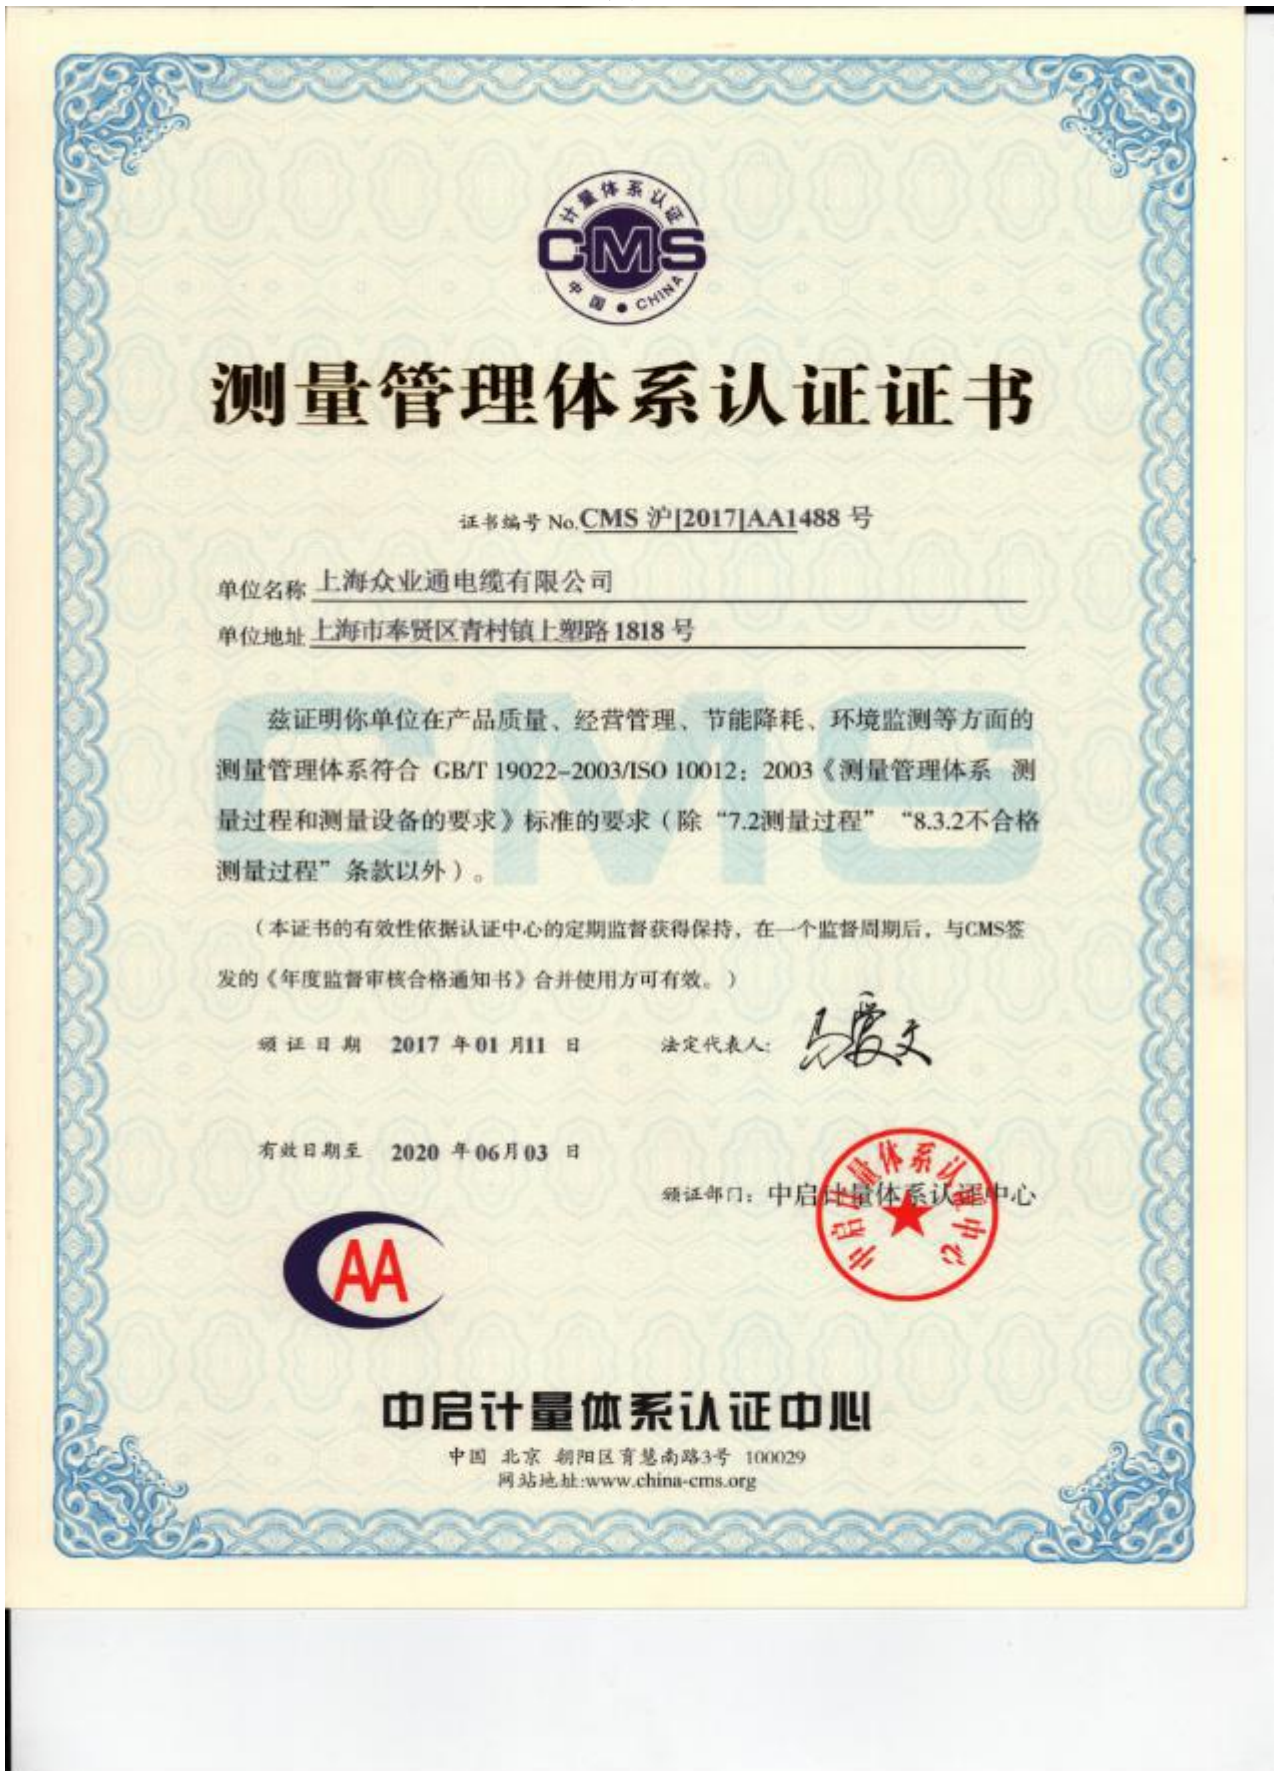 计量体系认证
CMS
中国 • CHINA
测量管理体系认证证书
证书编号 No.CMS 沪[2017]AA1488 号
单位名称 上海众业通电缆有限公司
单位地址 上海市奉贤区青村镇上塑路 1818 号
CMS
兹证明你单位在产品质量、经营管理、节能降耗、环境监测等方面的
测量管理体系符合 GB/T 19022-2003/ISO 10012：2003《测量管理体系 测
量过程和测量设备的要求》标准的要求（除“7.2测量过程” “8.3.2不合格
测量过程”条款以外）。
（本证书的有效性依据认证中心的定期监督获得保持，在一个监督周期后，与CMS签
发的《年度监督审核合格通知书》合并使用方可有效。）
颁证日期 2017 年 01 月 11 日 法定代表人:
有效日期至 2020 年 06 月 03 日
颁证部门：中启计量体系认证中心
中启计量体系认证中心
CAA
中启计量体系认证中心
中国 北京 朝阳区育慧南路3号 100029
网站地址:www.china-cms.org